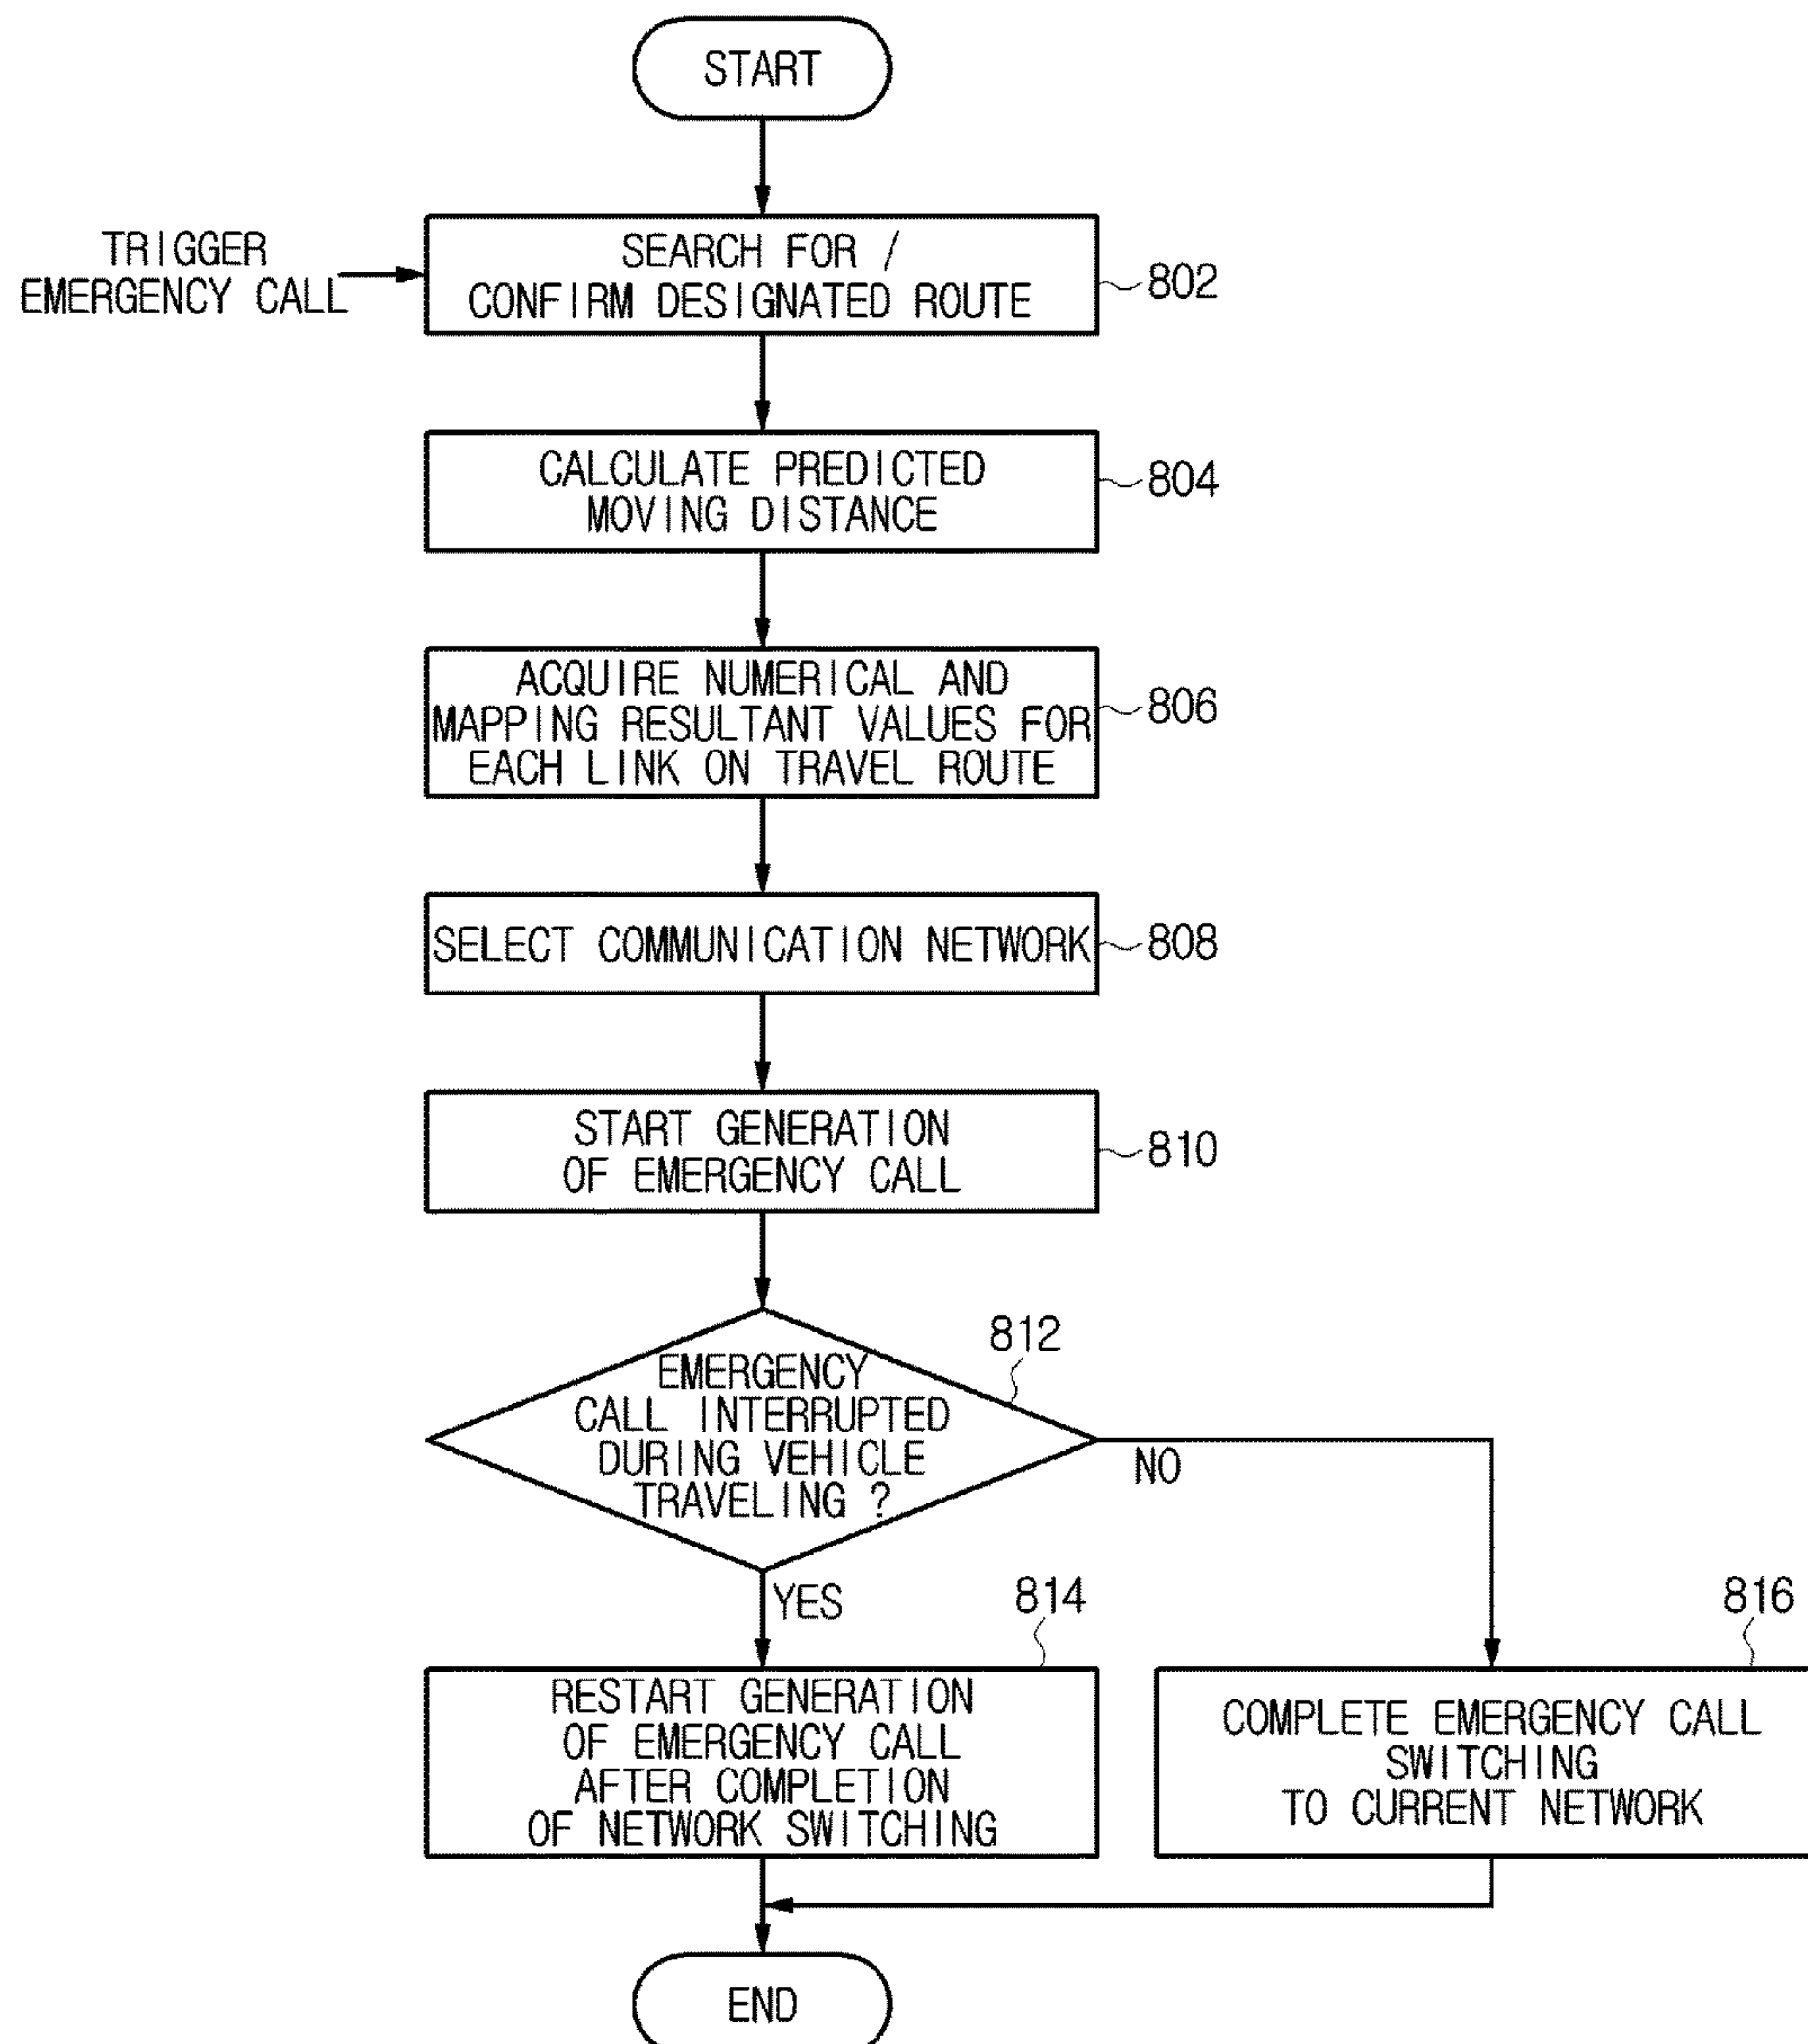 START
TRIGGER
EMERGENCY CALL
SEARCH FOR /
CONFIRM DESIGNATED ROUTE
802
CALCULATE PREDICTED
MOVING DISTANCE
804
ACQUIRE NUMERICAL AND
MAPPING RESULTANT VALUES FOR
EACH LINK ON TRAVEL ROUTE
806
SELECT COMMUNICATION NETWORK
808
START GENERATION
OF EMERGENCY CALL
810
812
EMERGENCY
CALL INTERRUPTED
DURING VEHICLE
TRAVELING ?
NO
YES
814
816
RESTART GENERATION
OF EMERGENCY CALL
AFTER COMPLETION
OF NETWORK SWITCHING
COMPLETE EMERGENCY CALL
SWITCHING
TO CURRENT NETWORK
END